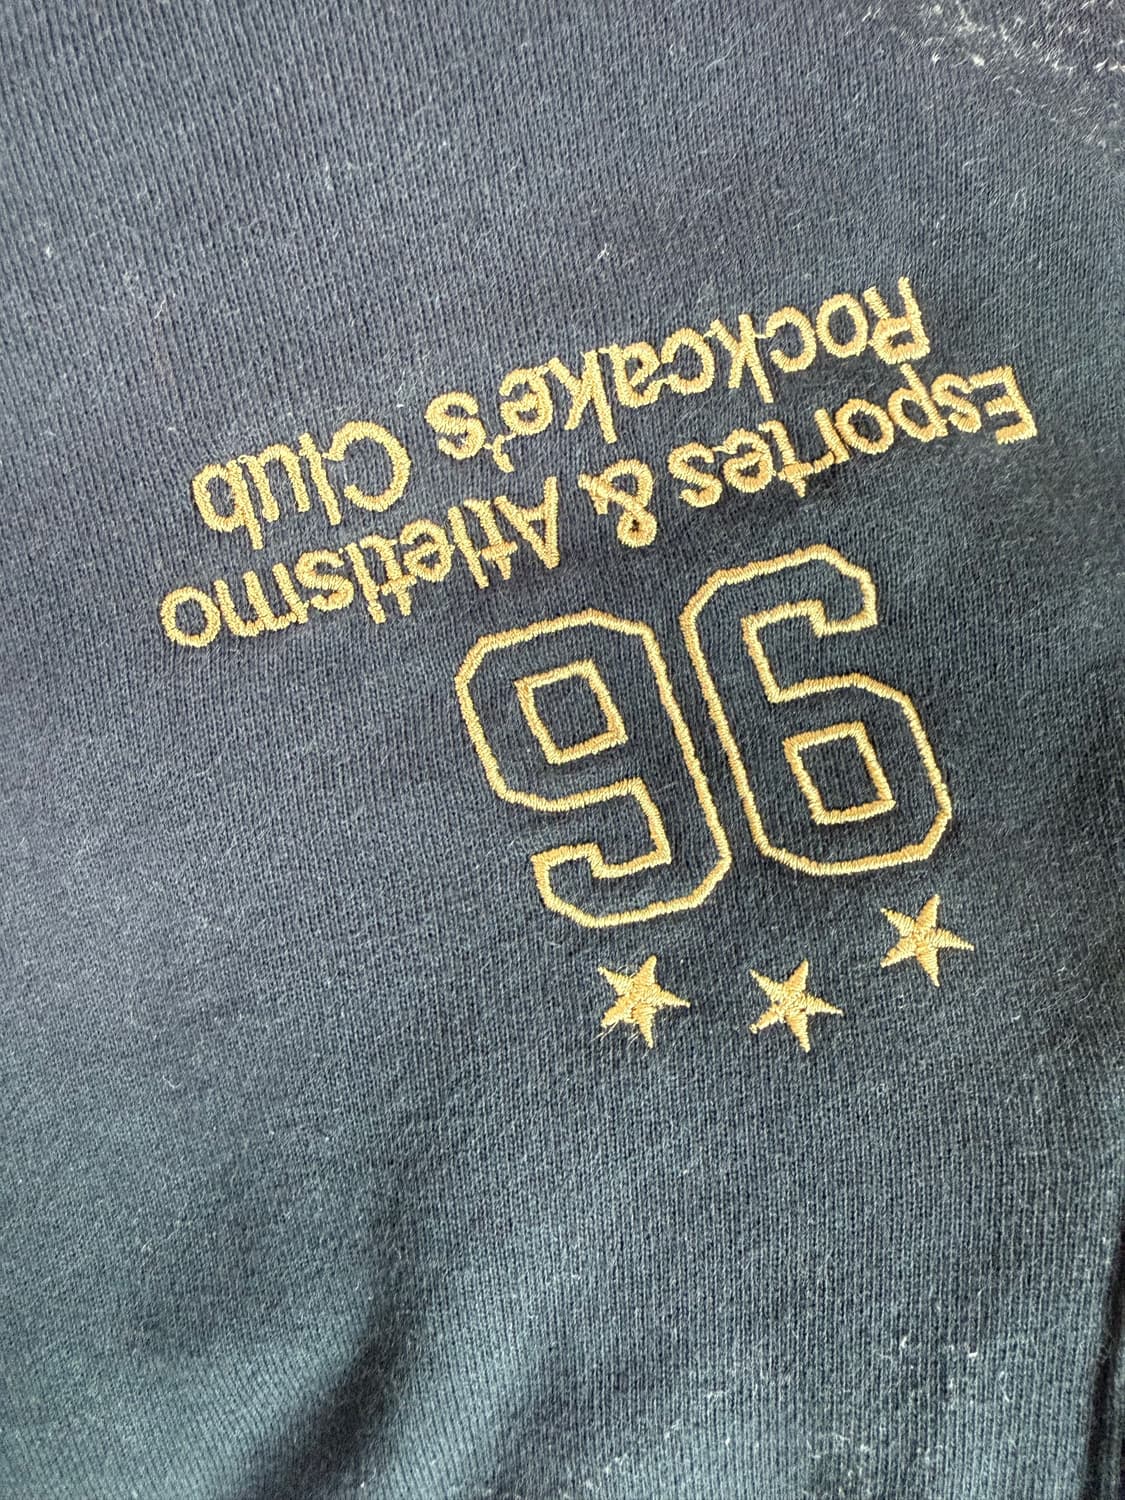 96
Esportes & Atletismo
Rockcake's Club